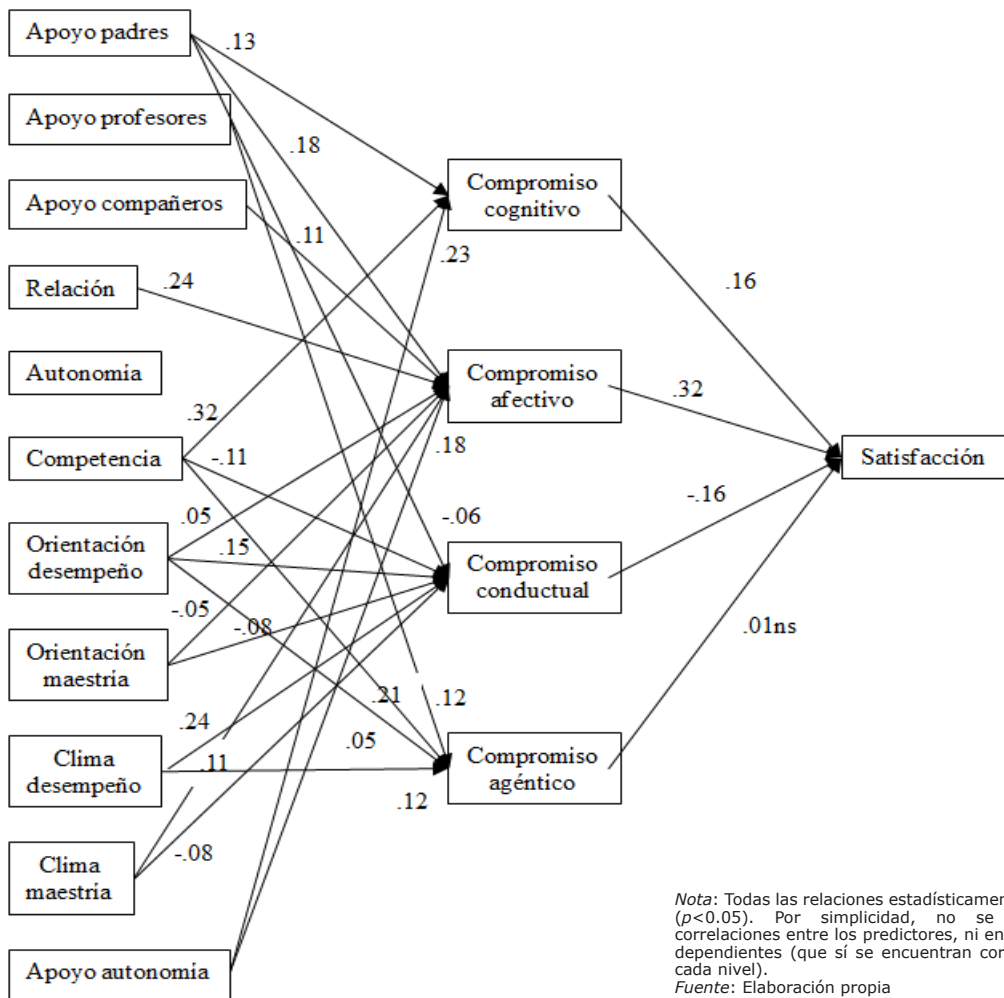 Apoyo padres
.13
Apoyo profesores
.18
Compromiso
cognitivo
Apoyo compañeros
.11
.23
Relación
.24
.16
Autonomía
Compromiso
afectivo
.32
.32
.18
Competencia
-.11
Satisfacción
.05
-.06
-.16
Orientación
desempeño
.15
Compromiso
conductual
-.05
-.08
.01ns
Orientación
maestría
.24
.21
.12
Clima
desempeño
.11
.05
Compromiso
agéntico
.12
-.08
Clima
maestría
Apoyo autonomía
Nota: Todas las relaciones estadísticamen
(p<0.05). Por simplicidad, no se
correlaciones entre los predictores, ni en
dependientes (que sí se encuentran cor
cada nivel).
Fuente: Elaboración propia